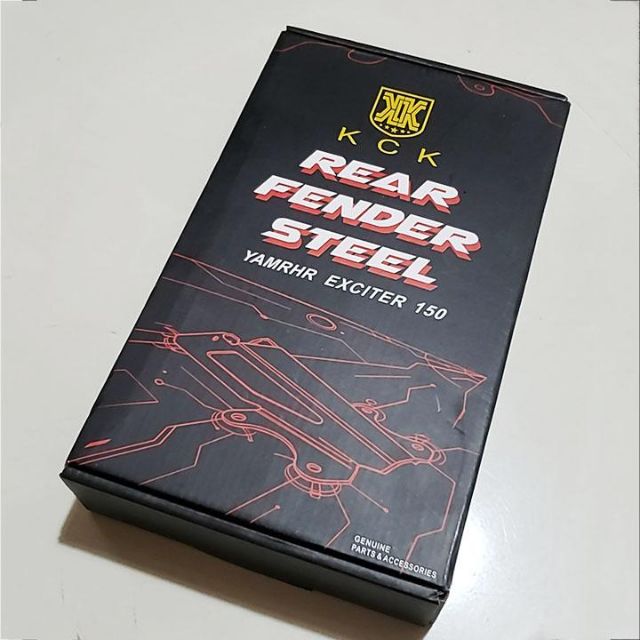 KCK
REAR
FENDER
STEEL
YAMRHR EXCITER 150
GENUINE
PARTS & ACCESSORIES